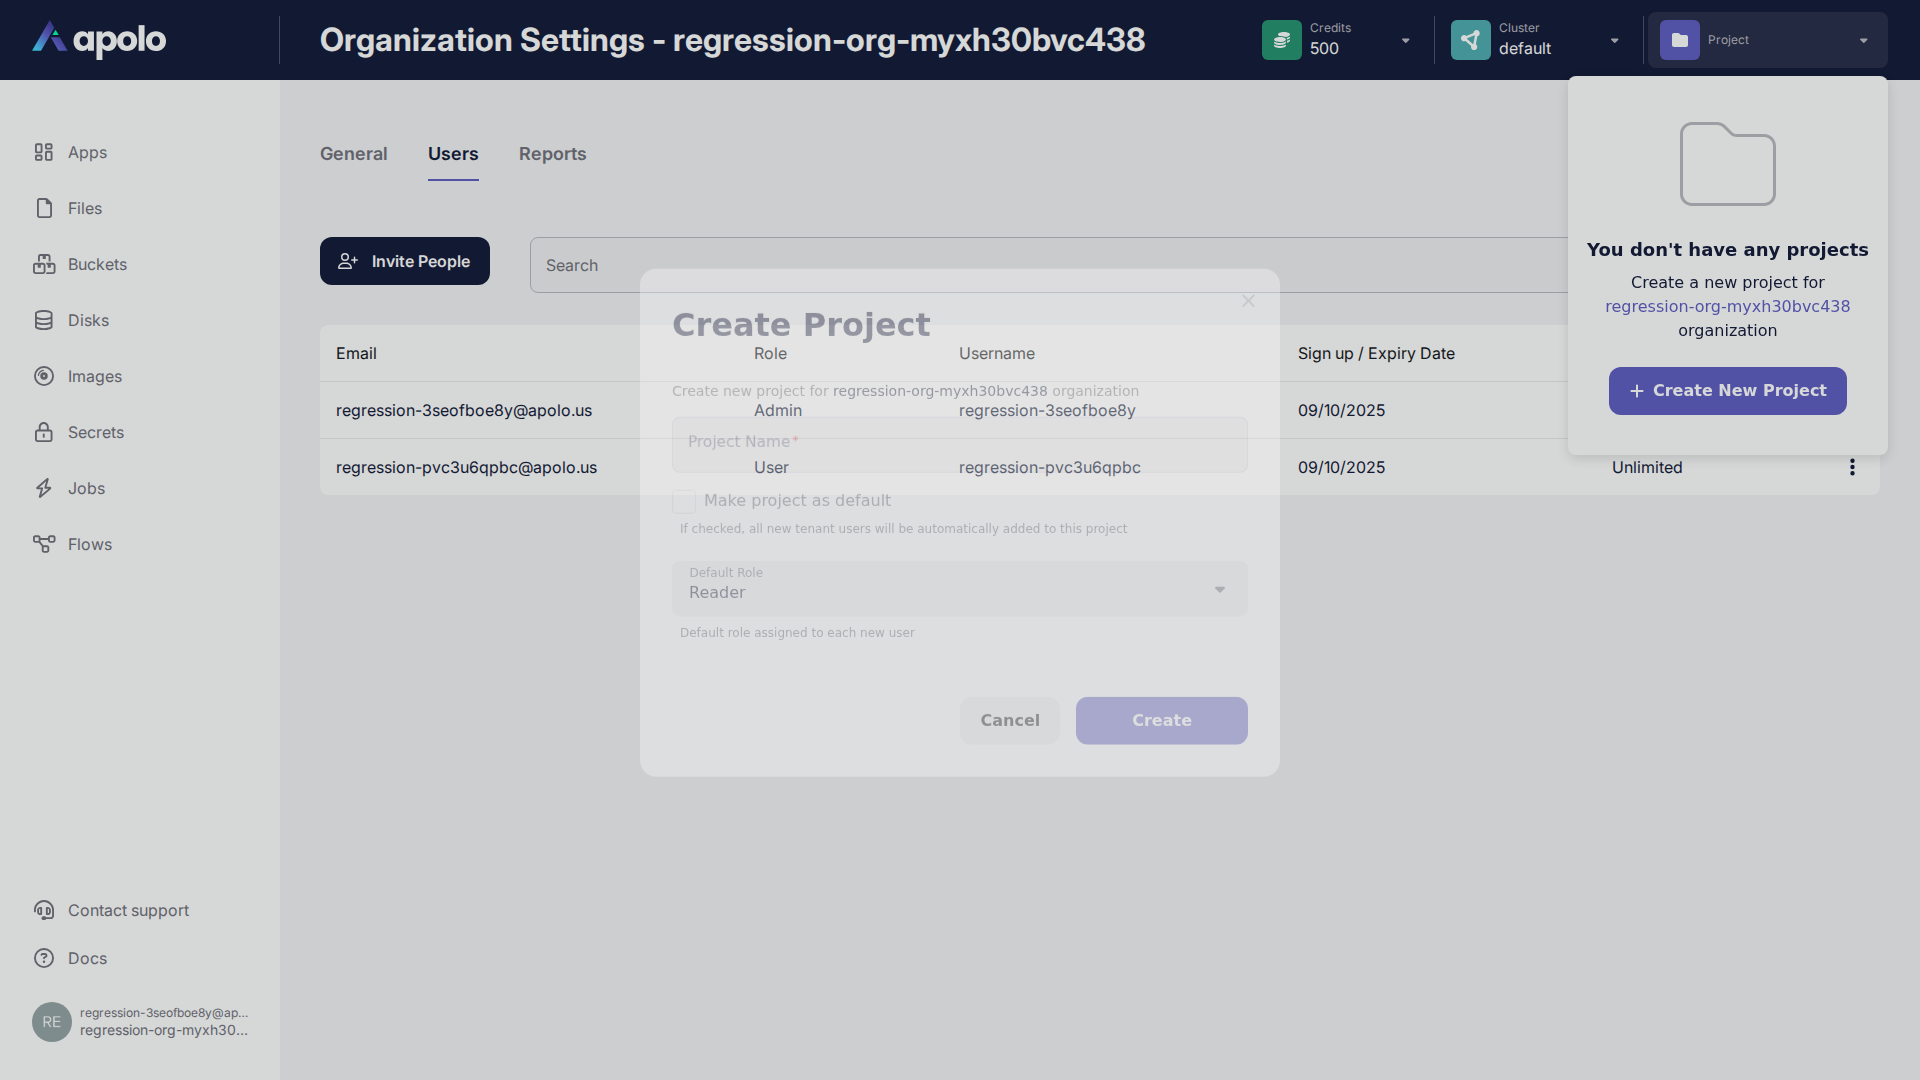 apolo
Organization Settings - regression-org-myxh30bvc438
Credits
500
Cluster
default
Project
Apps
Files
Buckets
Disks
Images
Secrets
Jobs
Flows
Contact support
Docs
RE
regression-3seofboe8y@ap...
regression-org-myxh30...
General Users Reports
Invite People
Search
Email Role Username Sign up / Expiry Date
regression-3seofboe8y@apolo.us Admin regression-3seofboe8y 09/10/2025
regression-pvc3u6qpbc@apolo.us User regression-pvc3u6qpbc 09/10/2025 Unlimited
You don't have any projects
Create a new project for
regression-org-myxh30bvc438
organization
+ Create New Project
Create Project
Create new project for regression-org-myxh30bvc438 organization
Project Name*
Make project as default
If checked, all new tenant users will be automatically added to this project
Default Role
Reader
Default role assigned to each new user
Cancel Create